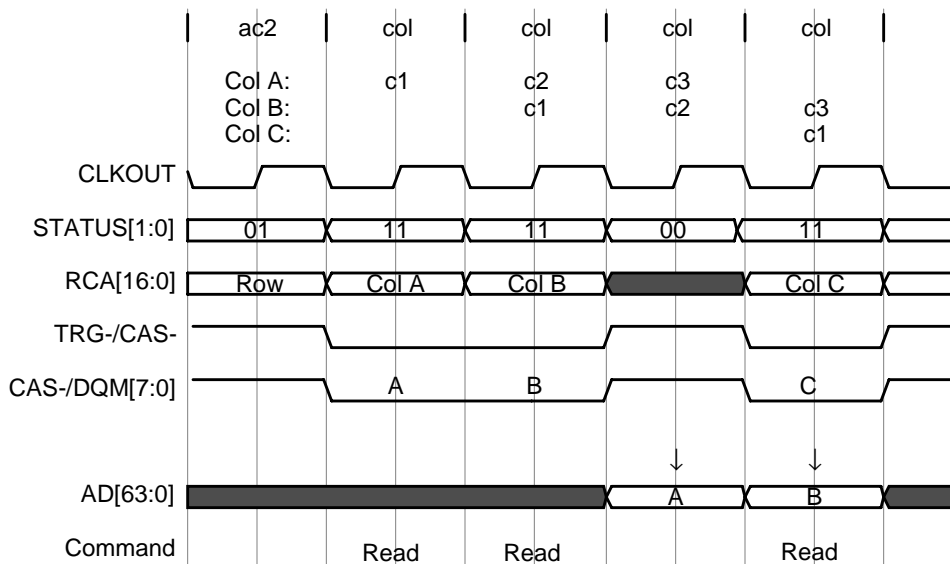 ac2 col col col col
Col A: c1 c2 c3
Col B: c1 c2 c3
Col C: c1
CLKOUT
STATUS[1:0] 01 11 11 00 11
RCA[16:0] Row Col A Col B Col C
TRG-/CAS-
CAS-/DQM[7:0] A B C
↓ ↓
AD[63:0] A B
Command Read Read Read